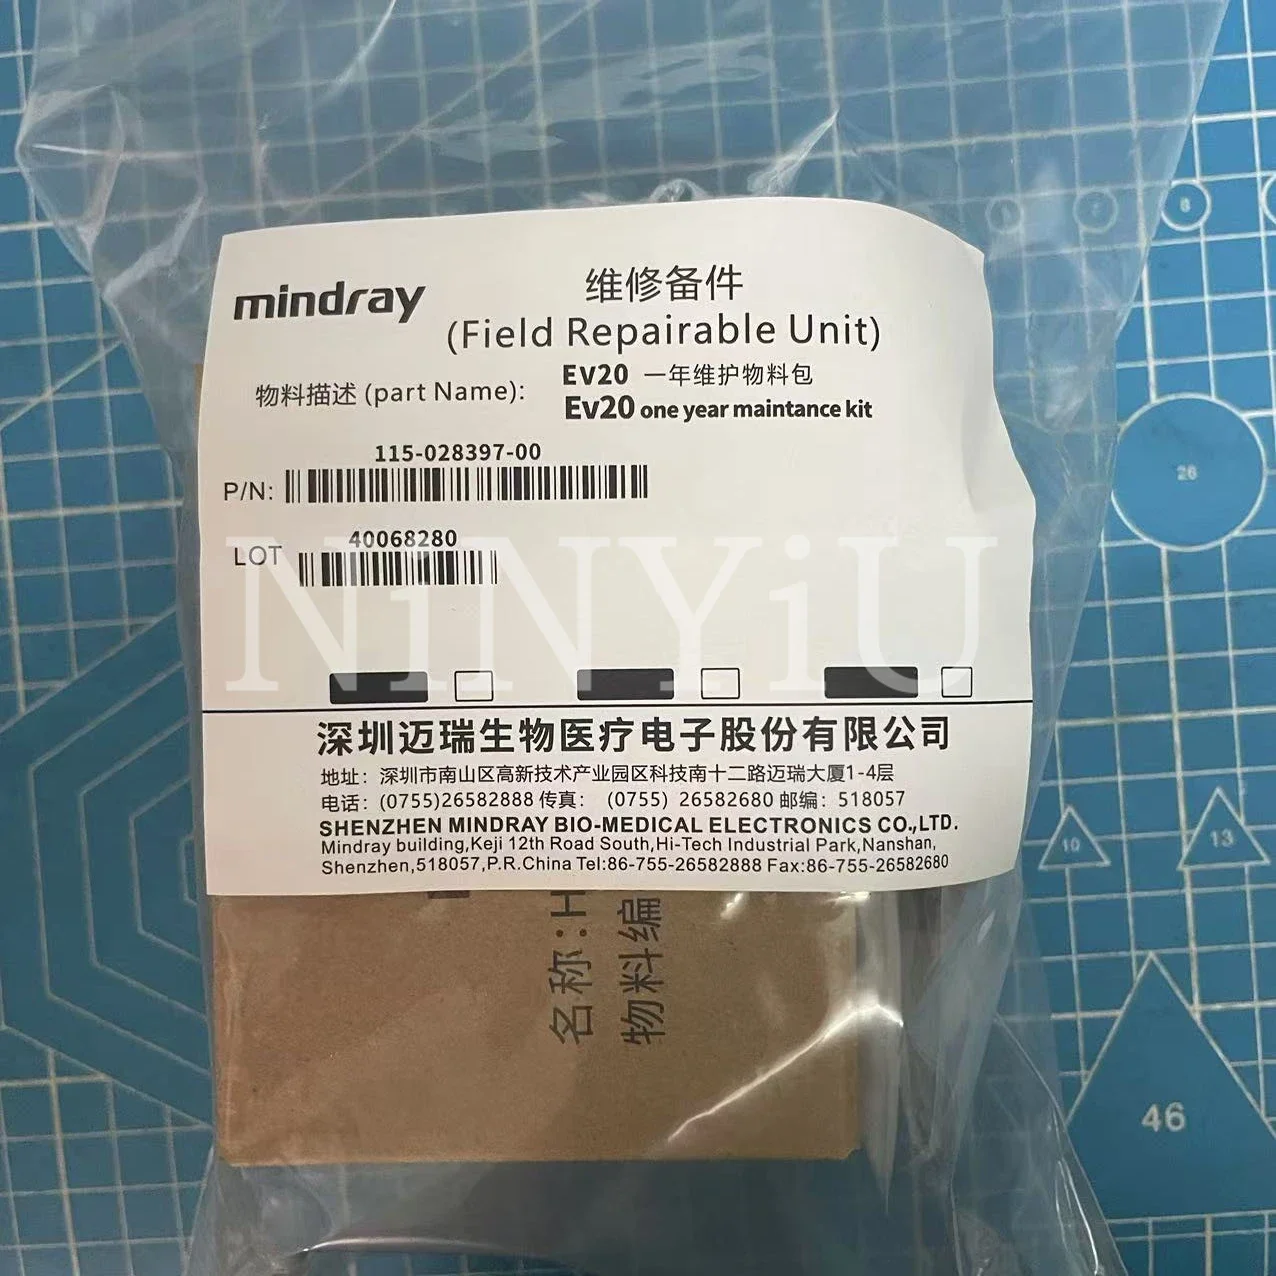 mindray
维修备件
(Field Repairable Unit)
物料描述 (part Name):
EV20 一年维护物料包
Ev20 one year maintance kit
115-028397-00
P/N:
40068280
LOT
NiNYiU
深圳迈瑞生物医疗电子股份有限公司
地址：深圳市南山区高新技术产业园区科技南十二路迈瑞大厦1-4层
电话：(0755)26582888 传真： (0755) 26582680 邮编：518057
SHENZHEN MINDRAY BIO-MEDICAL ELECTRONICS CO.,LTD.
Mindray building,Keji 12th Road South,Hi-Tech Industrial Park,Nanshan,
Shenzhen,518057,P.R.China Tel:86-755-26582888 Fax:86-755-26582680
名称:H
物料编
8
26
10
13
46